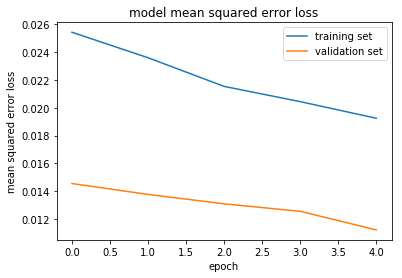 model mean squared error loss
training set
validation set
mean squared error loss
0.026
0.024
0.022
0.020
0.018
0.016
0.014
0.012
0.0 0.5 1.0 1.5 2.0 2.5 3.0 3.5 4.0
epoch